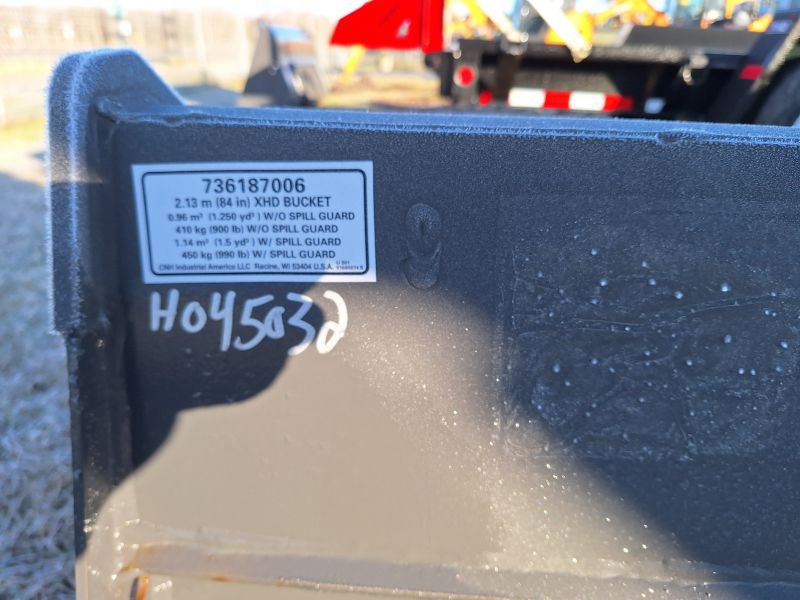 736187006
2.13 m (84 in) XHD BUCKET
0.96 m³ (1.250 yd³) W/O SPILL GUARD
410 kg (900 lb) W/O SPILL GUARD
1.14 m³ (1.5 yd³) W/ SPILL GUARD
450 kg (990 lb) W/ SPILL GUARD
CNH Industrial America LLC Racine, WI 53404 U.S.A.
H045032